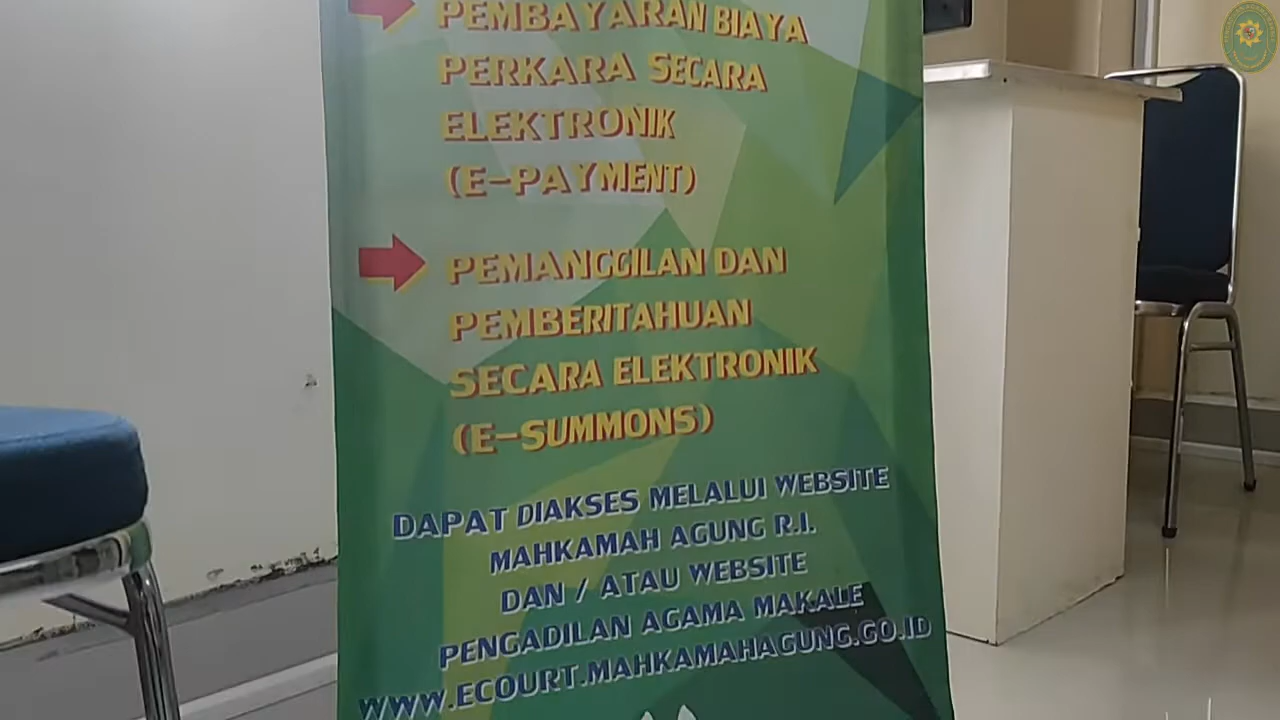 PEMBAYARAN BIAYA
PERKARA SECARA
ELEKTRONIK
(E-PAYMENT)
PEMANGGILAN DAN
PEMBERITAHUAN
SECARA ELEKTRONIK
(E-SUMMONS)
DAPAT DIAKSES MELALUI WEBSITE
MAHKAMAH AGUNG R.I.
DAN / ATAU WEBSITE
PENGADILAN AGAMA MAKALE
WWW.ECOURT.MAHKAMAHAGUNG.GO.ID